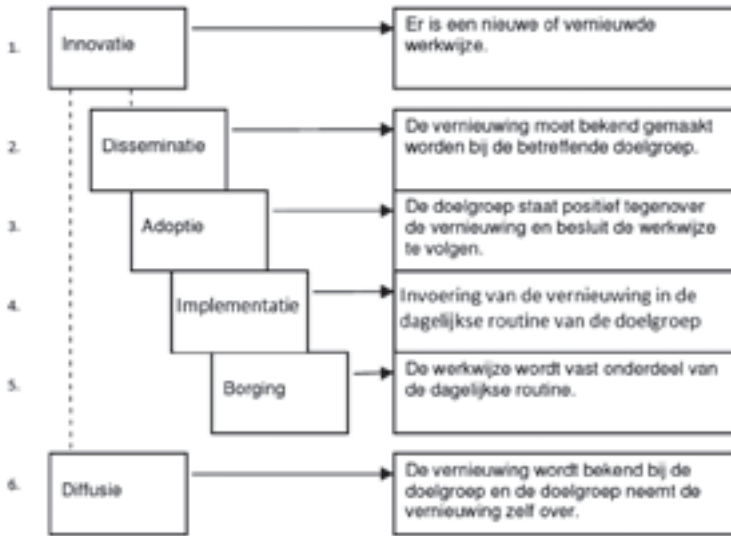 1.
Innovatie
Er is een nieuwe of vernieuwde
werkwijze.
2.
Disseminatie
De vernieuwing moet bekend gemaakt
worden bij de betreffende doelgroep.
3.
Adoptie
De doelgroep staat positief tegenover
de vernieuwing en besluit de werkwijze
te volgen.
4.
Implementatie
Invoering van de vernieuwing in de
dagelijkse routine van de doelgroep
5.
Borging
De werkwijze wordt vast onderdeel van
de dagelijkse routine.
6.
Diffusie
De vernieuwing wordt bekend bij de
doelgroep en de doelgroep neemt de
vernieuwing zelf over.